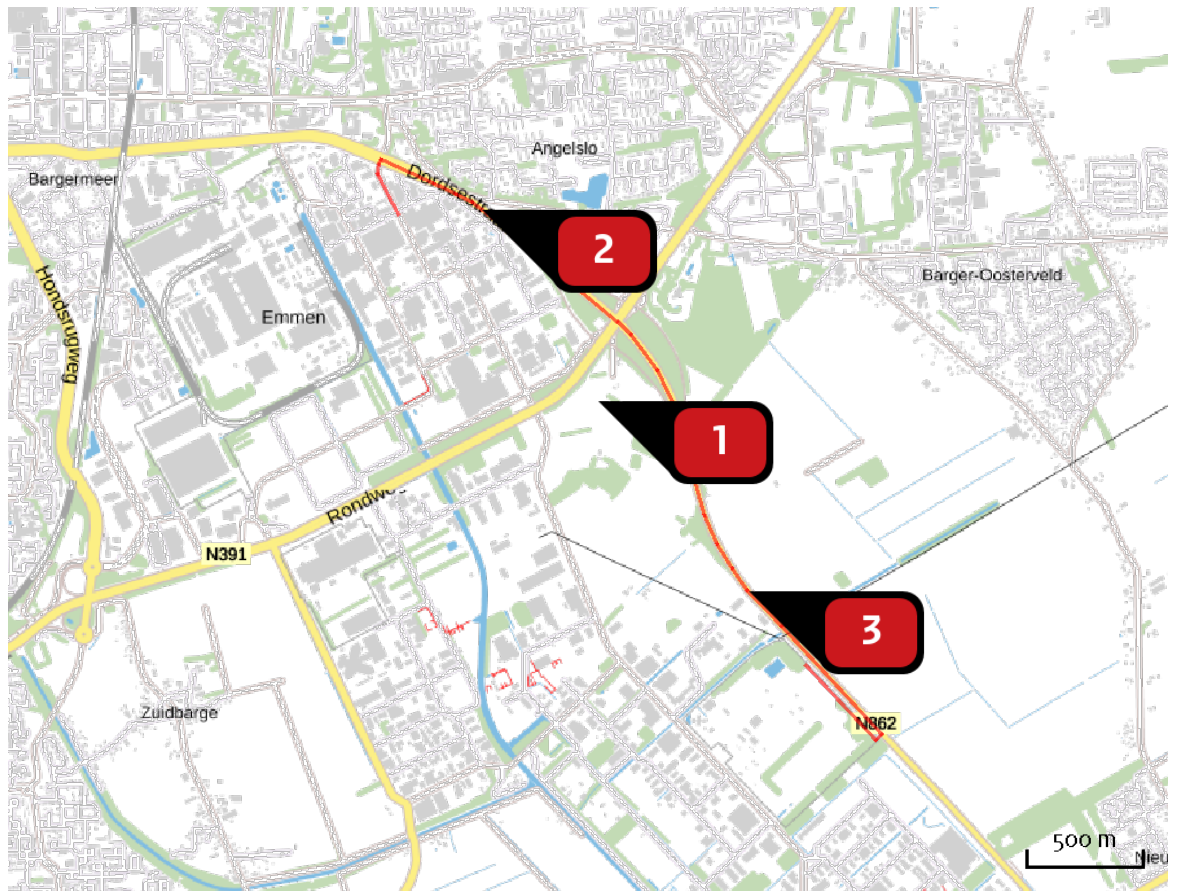 Angelslo
Bargermeer
Dordsestr
2
Barger-Oosterveld
Hondsrugweg
Emmen
1
Rondweg
N391
3
Zuidbarge
N862
500 m
Nieu